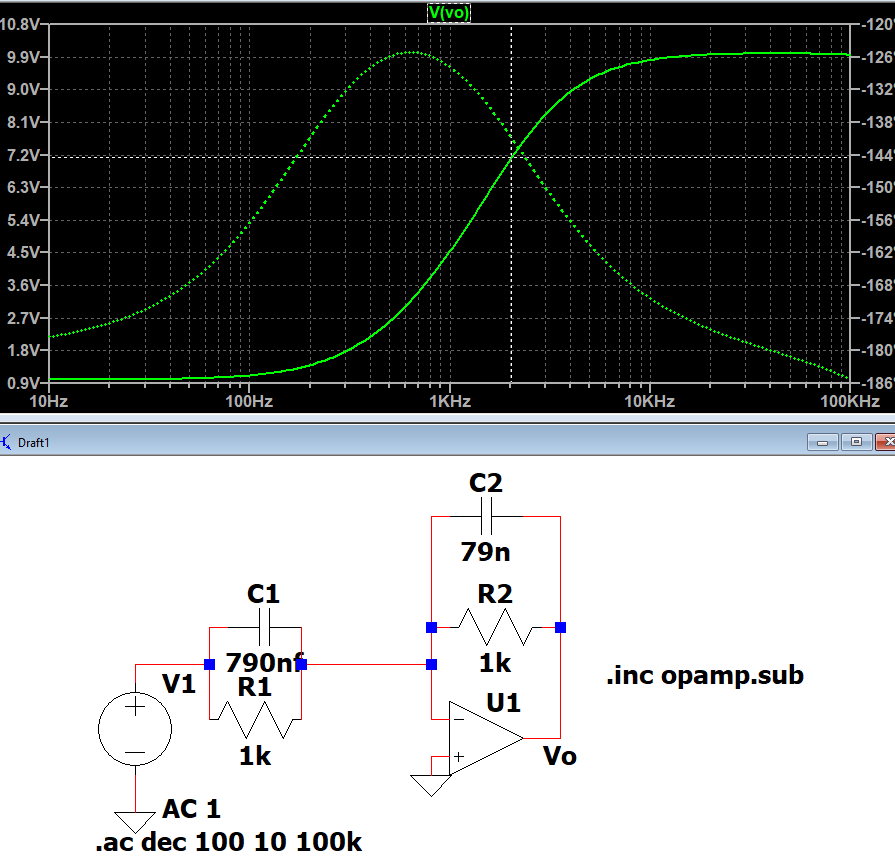 V(vo)
10.8V
9.9V
9.0V
8.1V
7.2V
6.3V
5.4V
4.5V
3.6V
2.7V
1.8V
0.9V
-120°
-126°
-132°
-138°
-144°
-150°
-156°
-162°
-168°
-174°
-180°
-186°
10Hz 100Hz 1KHz 10KHz 100KHz
Draft1
C2
79n
C1
R2
790nf
1k
.inc opamp.sub
V1
R1
U1
1k
Vo
AC 1
.ac dec 100 10 100k